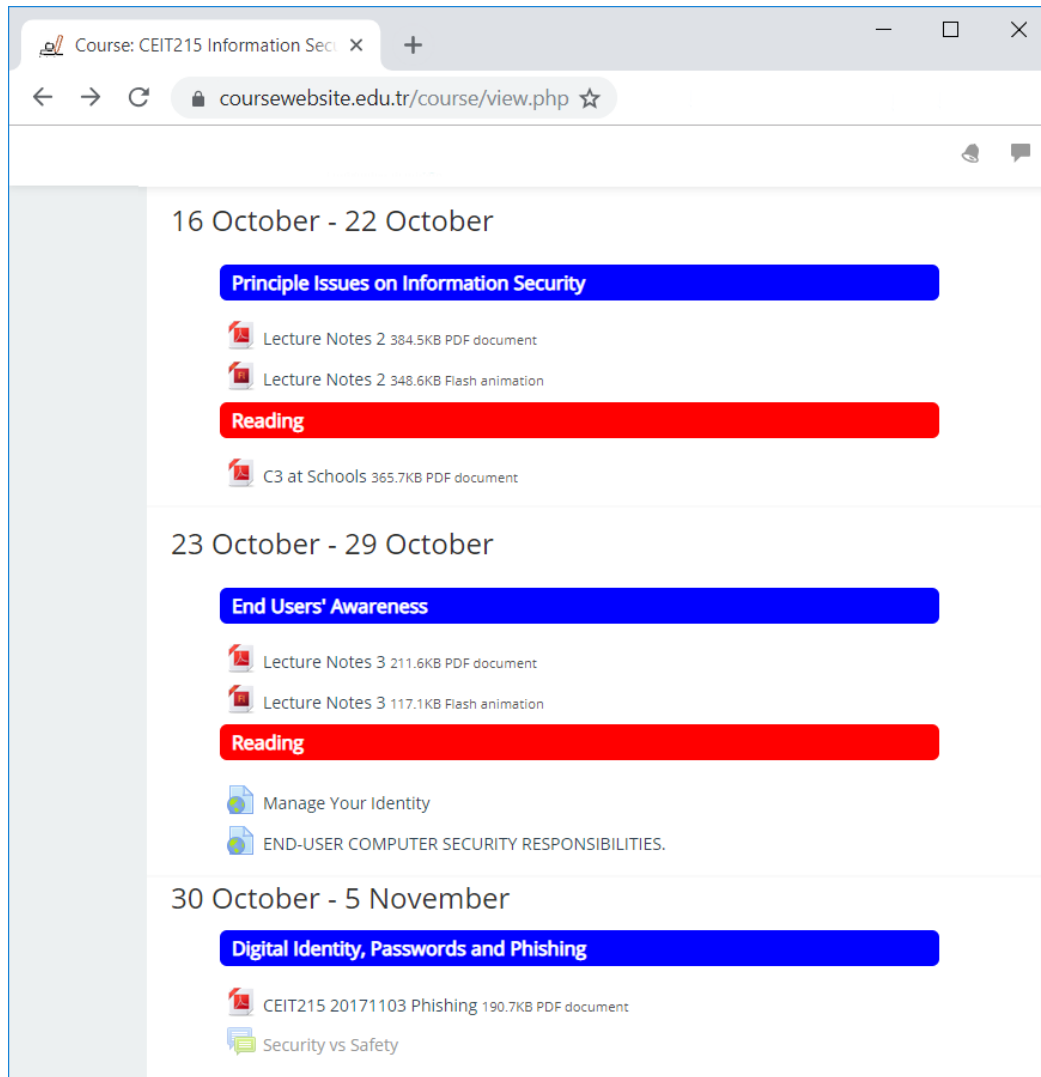 Course: CEIT215 Information Secu
coursewebsite.edu.tr/course/view.php
16 October - 22 October
Principle Issues on Information Security
Lecture Notes 2 384.5KB PDF document
Lecture Notes 2 348.6KB Flash animation
Reading
C3 at Schools 365.7KB PDF document
23 October - 29 October
End Users' Awareness
Lecture Notes 3 211.6KB PDF document
Lecture Notes 3 117.1KB Flash animation
Reading
Manage Your Identity
END-USER COMPUTER SECURITY RESPONSIBILITIES.
30 October - 5 November
Digital Identity, Passwords and Phishing
CEIT215 20171103 Phishing 190.7KB PDF document
Security vs Safety